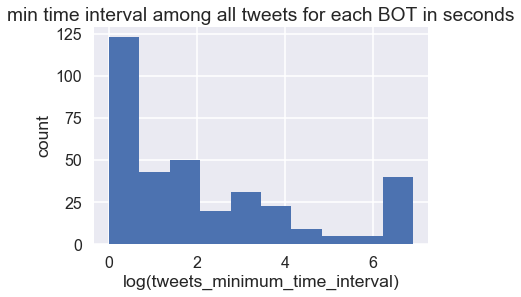 min time interval among all tweets for each BOT in seconds
125
100
75
50
25
0
count
0 2 4 6
log(tweets_minimum_time_interval)